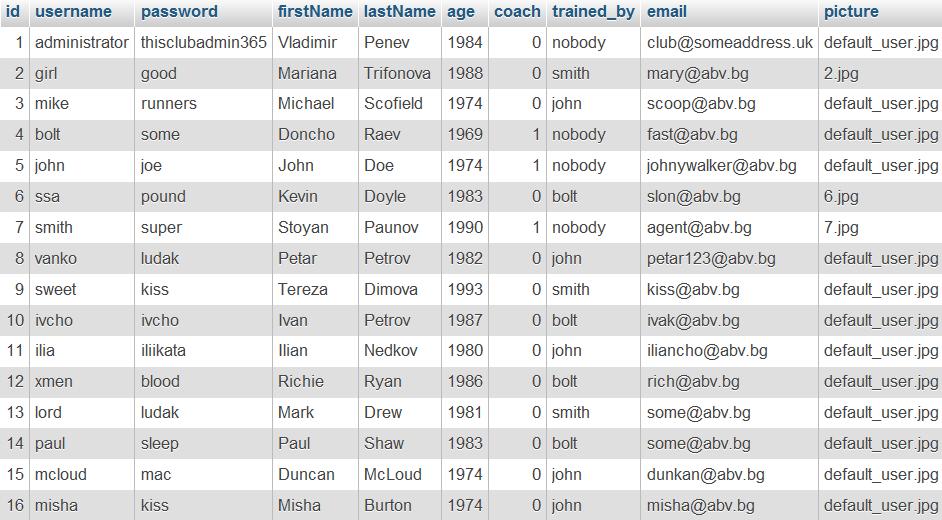 id username password firstName lastName age coach trained_by email picture
1 administrator thisclubadmin365 Vladimir Penev 1984 0 nobody club@someaddress.uk default_user.jpg
2 girl good Mariana Trifonova 1988 0 smith mary@abv.bg 2.jpg
3 mike runners Michael Scofield 1974 0 john scoop@abv.bg default_user.jpg
4 bolt some Doncho Raev 1969 1 nobody fast@abv.bg default_user.jpg
5 john joe John Doe 1974 1 nobody johnywalker@abv.bg default_user.jpg
6 ssa pound Kevin Doyle 1983 0 bolt slon@abv.bg 6.jpg
7 smith super Stoyan Paunov 1990 1 nobody agent@abv.bg 7.jpg
8 vanko ludak Petar Petrov 1982 0 john petar123@abv.bg default_user.jpg
9 sweet kiss Tereza Dimova 1993 0 smith kiss@abv.bg default_user.jpg
10 ivcho ivcho Ivan Petrov 1987 0 bolt ivak@abv.bg default_user.jpg
11 ilia iliikata Ilian Nedkov 1980 0 john iliancho@abv.bg default_user.jpg
12 xmen blood Richie Ryan 1986 0 bolt rich@abv.bg default_user.jpg
13 lord ludak Mark Drew 1981 0 smith some@abv.bg default_user.jpg
14 paul sleep Paul Shaw 1983 0 bolt some@abv.bg default_user.jpg
15 mcloud mac Duncan McLoud 1974 0 john dunkan@abv.bg default_user.jpg
16 misha kiss Misha Burton 1974 0 john misha@abv.bg default_user.jpg